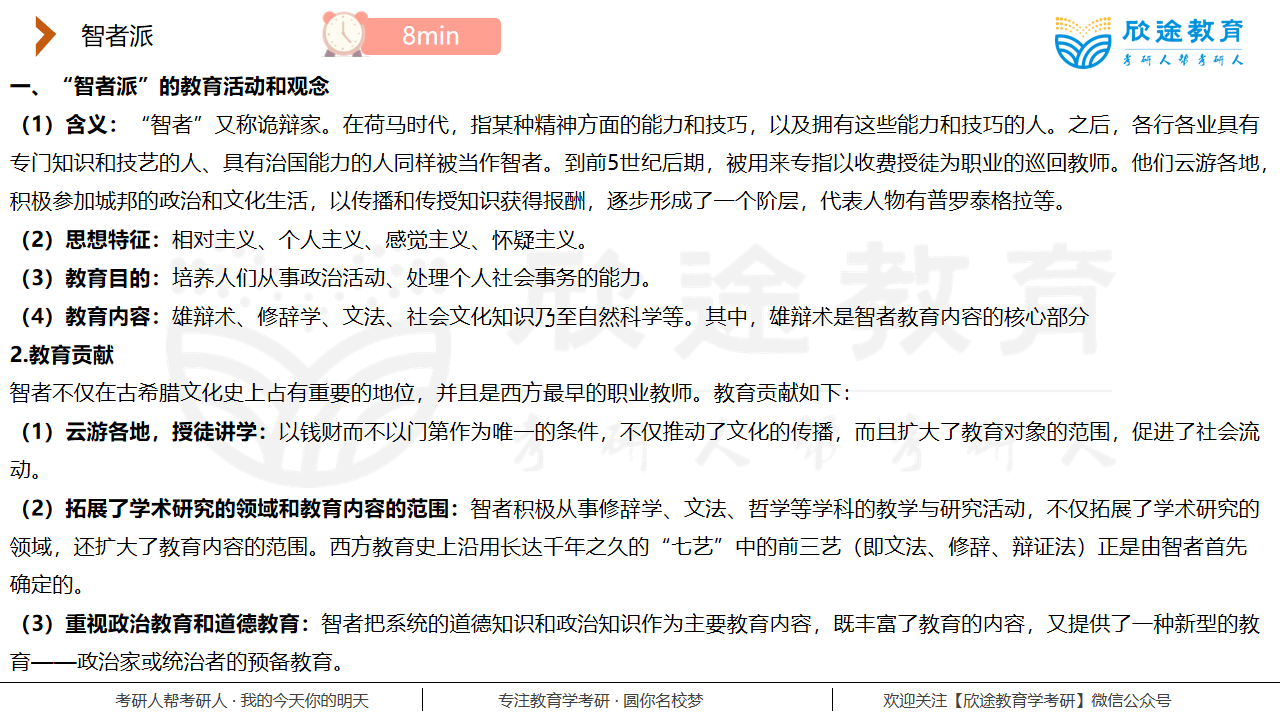 智者派
8min
欣途教育
考研人帮考研人
一、“智者派”的教育活动和观念
（1）含义：“智者”又称诡辩家。在荷马时代，指某种精神方面的能力和技巧，以及拥有这些能力和技巧的人。之后，各行各业具有
专门知识和技艺的人、具有治国能力的人同样被当作智者。到前5世纪后期，被用来专指以收费授徒为职业的巡回教师。他们云游各地，
积极参加城邦的政治和文化生活，以传播和传授知识获得报酬，逐步形成了一个阶层，代表人物有普罗泰格拉等。
（2）思想特征：相对主义、个人主义、感觉主义、怀疑主义。
（3）教育目的：培养人们从事政治活动、处理个人社会事务的能力。
（4）教育内容：雄辩术、修辞学、文法、社会文化知识乃至自然科学等。其中，雄辩术是智者教育内容的核心部分
2.教育贡献
智者不仅在古希腊文化史上占有重要的地位，并且是西方最早的职业教师。教育贡献如下：
（1）云游各地，授徒讲学：以钱财而不以门第作为唯一的条件，不仅推动了文化的传播，而且扩大了教育对象的范围，促进了社会流
动。
（2）拓展了学术研究的领域和教育内容的范围：智者积极从事修辞学、文法、哲学等学科的教学与研究活动，不仅拓展了学术研究的
领域，还扩大了教育内容的范围。西方教育史上沿用长达千年之久的“七艺”中的前三艺（即文法、修辞、辩证法）正是由智者首先
确定的。
（3）重视政治教育和道德教育：智者把系统的道德知识和政治知识作为主要教育内容，既丰富了教育的内容，又提供了一种新型的教
育——政治家或统治者的预备教育。
欣途教育
考研人帮考研人
考研人帮考研人 · 我的今天你的明天
专注教育学考研 · 圆你名校梦
欢迎关注【欣途教育学考研】微信公众号